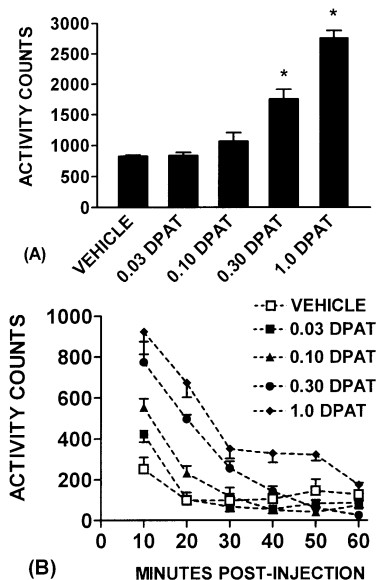 3000
2500
2000
1500
1000
500
0
ACTIVITY COUNTS
*
*
VEHICLE
0.03 DPAT
0.10 DPAT
0.30 DPAT
1.0 DPAT
(A)
VEHICLE
0.03 DPAT
0.10 DPAT
0.30 DPAT
1.0 DPAT
1000
800
600
400
200
0
ACTIVITY COUNTS
0 10 20 30 40 50 60
(B) MINUTES POST-INJECTION